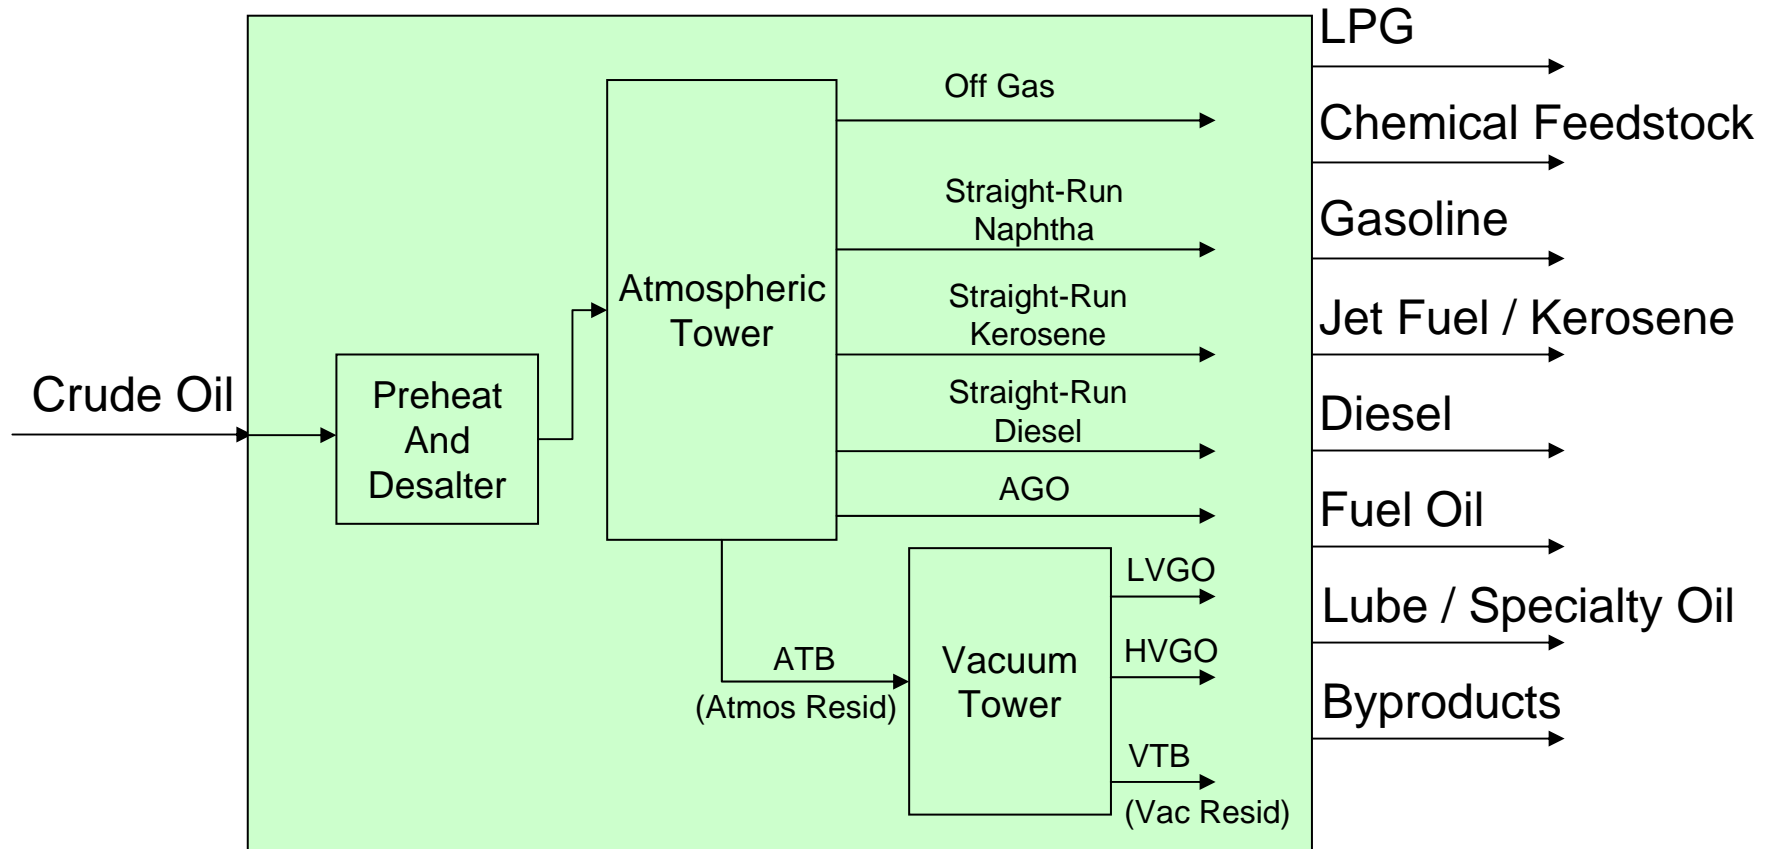 LPG
Off Gas
Chemical Feedstock
Straight-Run
Naphtha
Gasoline
Atmospheric
Tower
Straight-Run
Kerosene
Jet Fuel / Kerosene
Crude Oil
Preheat
And
Desalter
Straight-Run
Diesel
Diesel
AGO
Fuel Oil
LVGO
Lube / Specialty Oil
ATB
(Atmos Resid)
Vacuum
Tower
HVGO
Byproducts
VTB
(Vac Resid)